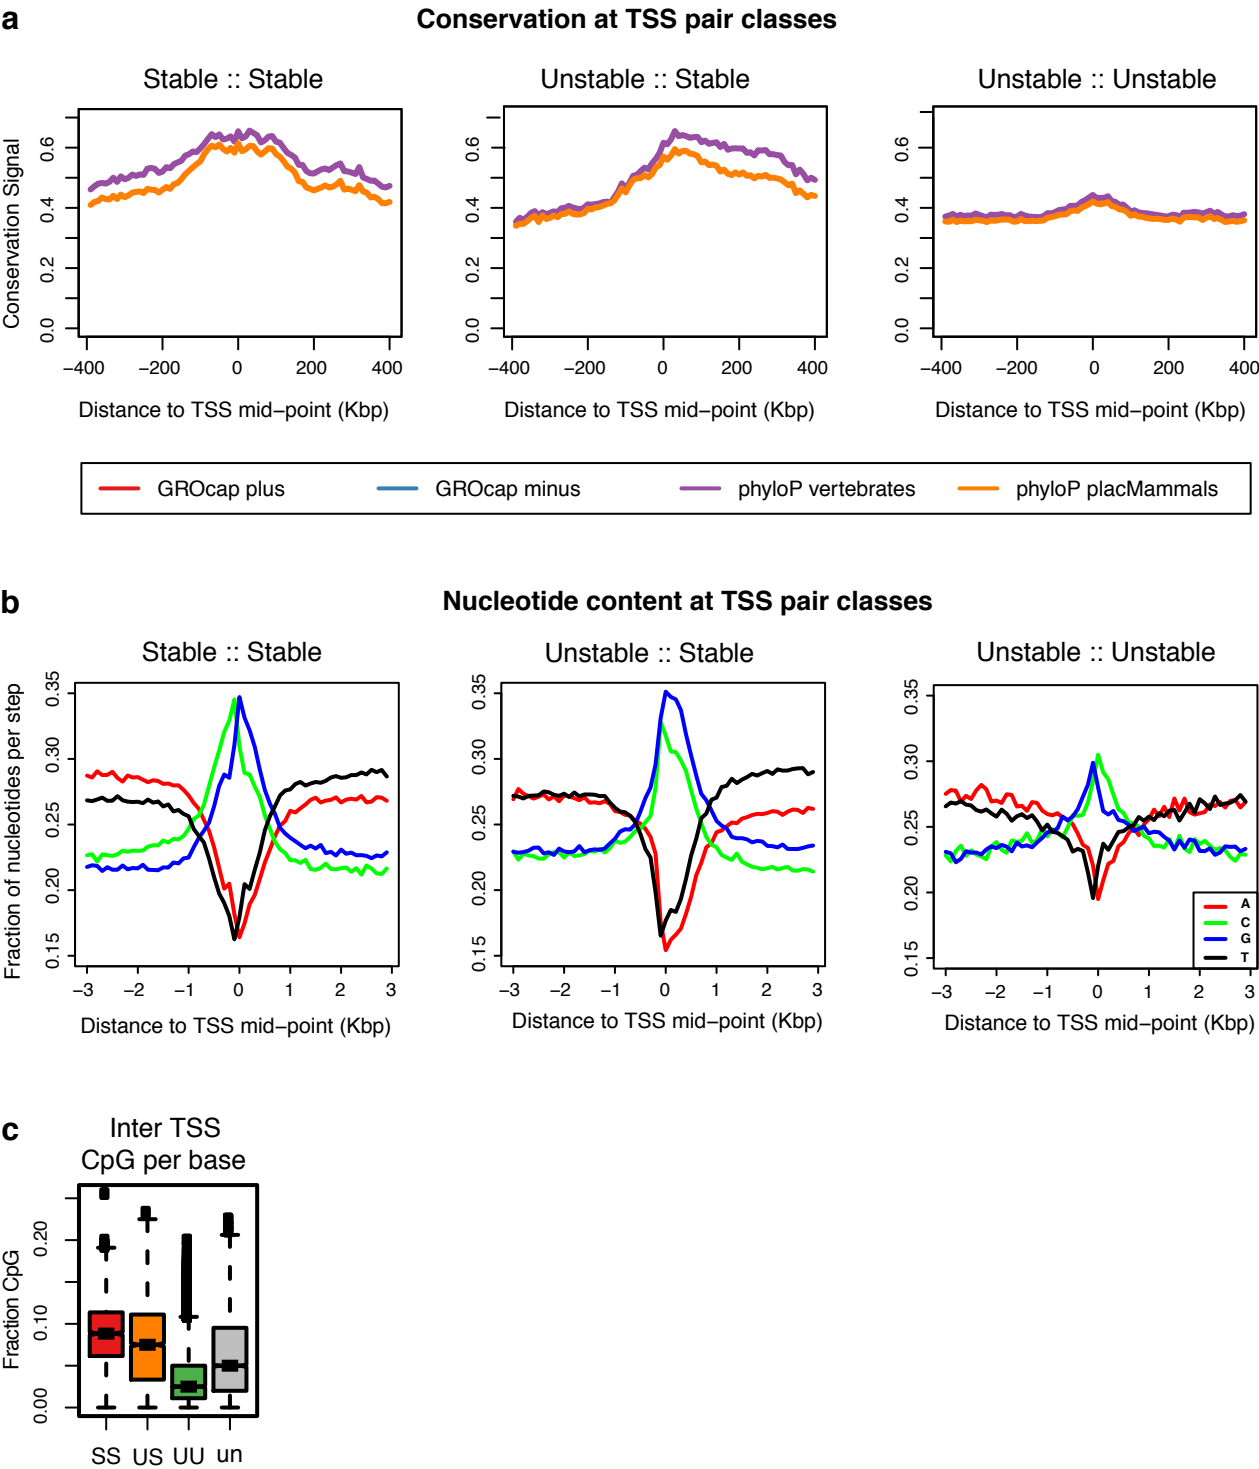 a
Conservation at TSS pair classes
Stable :: Stable
Unstable :: Stable
Unstable :: Unstable
Conservation Signal
0.0 0.2 0.4 0.6
0.0 0.2 0.4 0.6
0.0 0.2 0.4 0.6
−400 −200 0 200 400
−400 −200 0 200 400
−400 −200 0 200 400
Distance to TSS mid−point (Kbp)
Distance to TSS mid−point (Kbp)
Distance to TSS mid−point (Kbp)
GROcap plus
GROcap minus
phyloP vertebrates
phyloP placMammals
b
Nucleotide content at TSS pair classes
Stable :: Stable
Unstable :: Stable
Unstable :: Unstable
Fraction of nucleotides per step
0.15 0.20 0.25 0.30 0.35
0.15 0.20 0.25 0.30 0.35
0.15 0.20 0.25 0.30 0.35
A
C
G
T
−3 −2 −1 0 1 2 3
−3 −2 −1 0 1 2 3
−3 −2 −1 0 1 2 3
Distance to TSS mid−point (Kbp)
Distance to TSS mid−point (Kbp)
Distance to TSS mid−point (Kbp)
c
Inter TSS
CpG per base
Fraction CpG
0.00 0.10 0.20
SS US UU un